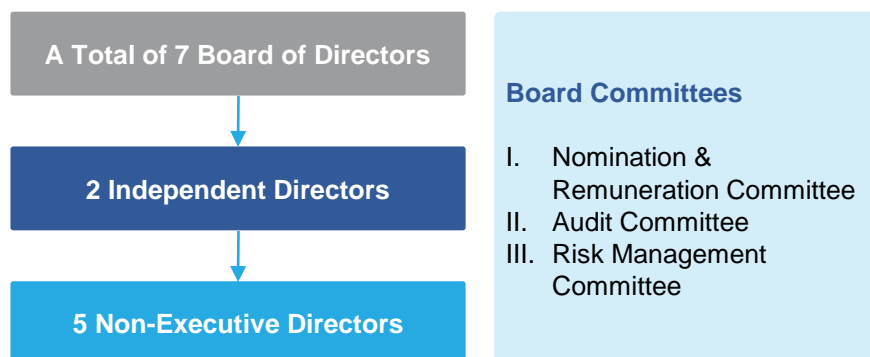 A Total of 7 Board of Directors
2 Independent Directors
5 Non-Executive Directors
Board Committees
I. Nomination &
Remuneration Committee
II. Audit Committee
III. Risk Management
Committee